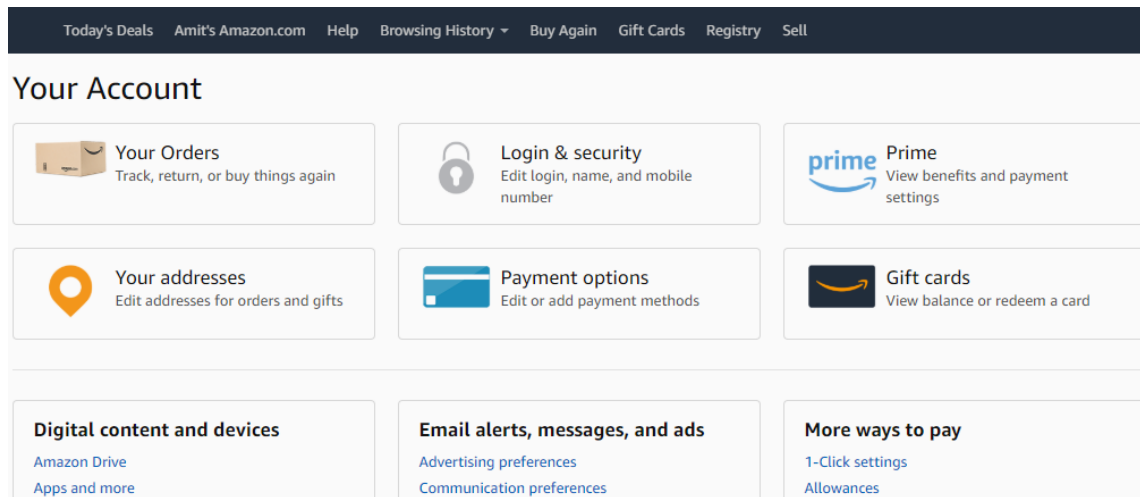 Today's Deals Amit's Amazon.com Help Browsing History Buy Again Gift Cards Registry Sell
Your Account
Your Orders
Track, return, or buy things again
Login & security
Edit login, name, and mobile
number
prime
Prime
View benefits and payment
settings
Your addresses
Edit addresses for orders and gifts
Payment options
Edit or add payment methods
Gift cards
View balance or redeem a card
Digital content and devices
Amazon Drive
Apps and more
Email alerts, messages, and ads
Advertising preferences
Communication preferences
More ways to pay
1-Click settings
Allowances